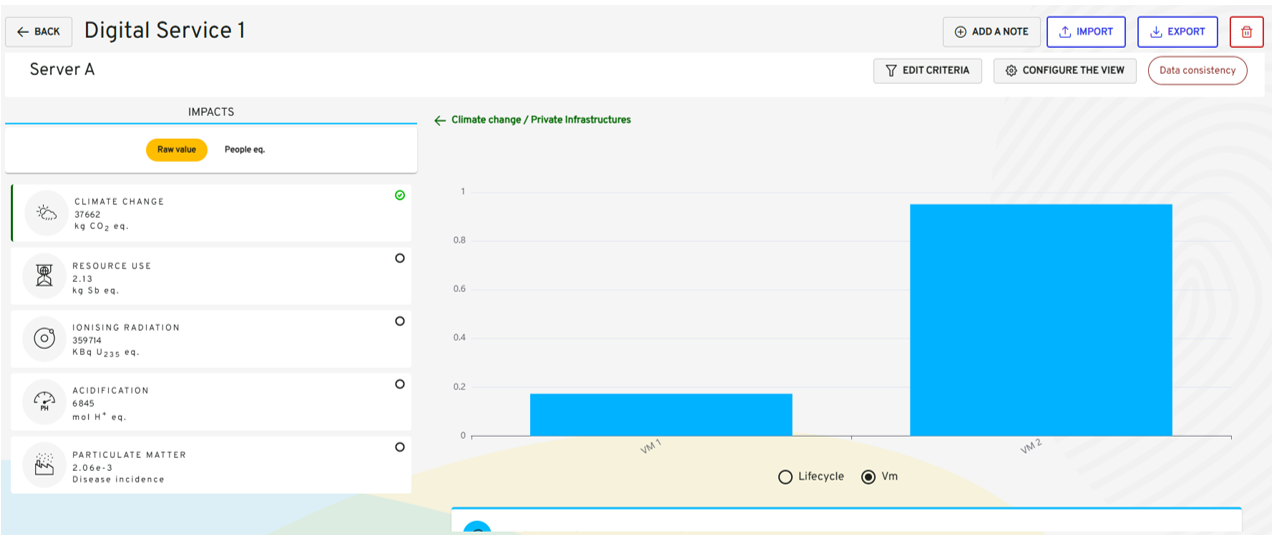 BACK
Digital Service 1
ADD A NOTE
IMPORT
EXPORT
Server A
EDIT CRITERIA
CONFIGURE THE VIEW
Data consistency
IMPACTS
Raw value
People eq.
CLIMATE CHANGE
37662
kg CO₂ eq.
RESOURCE USE
2.13
kg Sb eq.
IONISING RADIATION
359714
KBq U₂₃₅ eq.
PH
ACIDIFICATION
6845
mol H⁺ eq.
PARTICULATE MATTER
2.06e-3
Disease incidence
Climate change / Private Infrastructures
1
0.8
0.6
0.4
0.2
0
VM 1
VM 2
Lifecycle
Vm